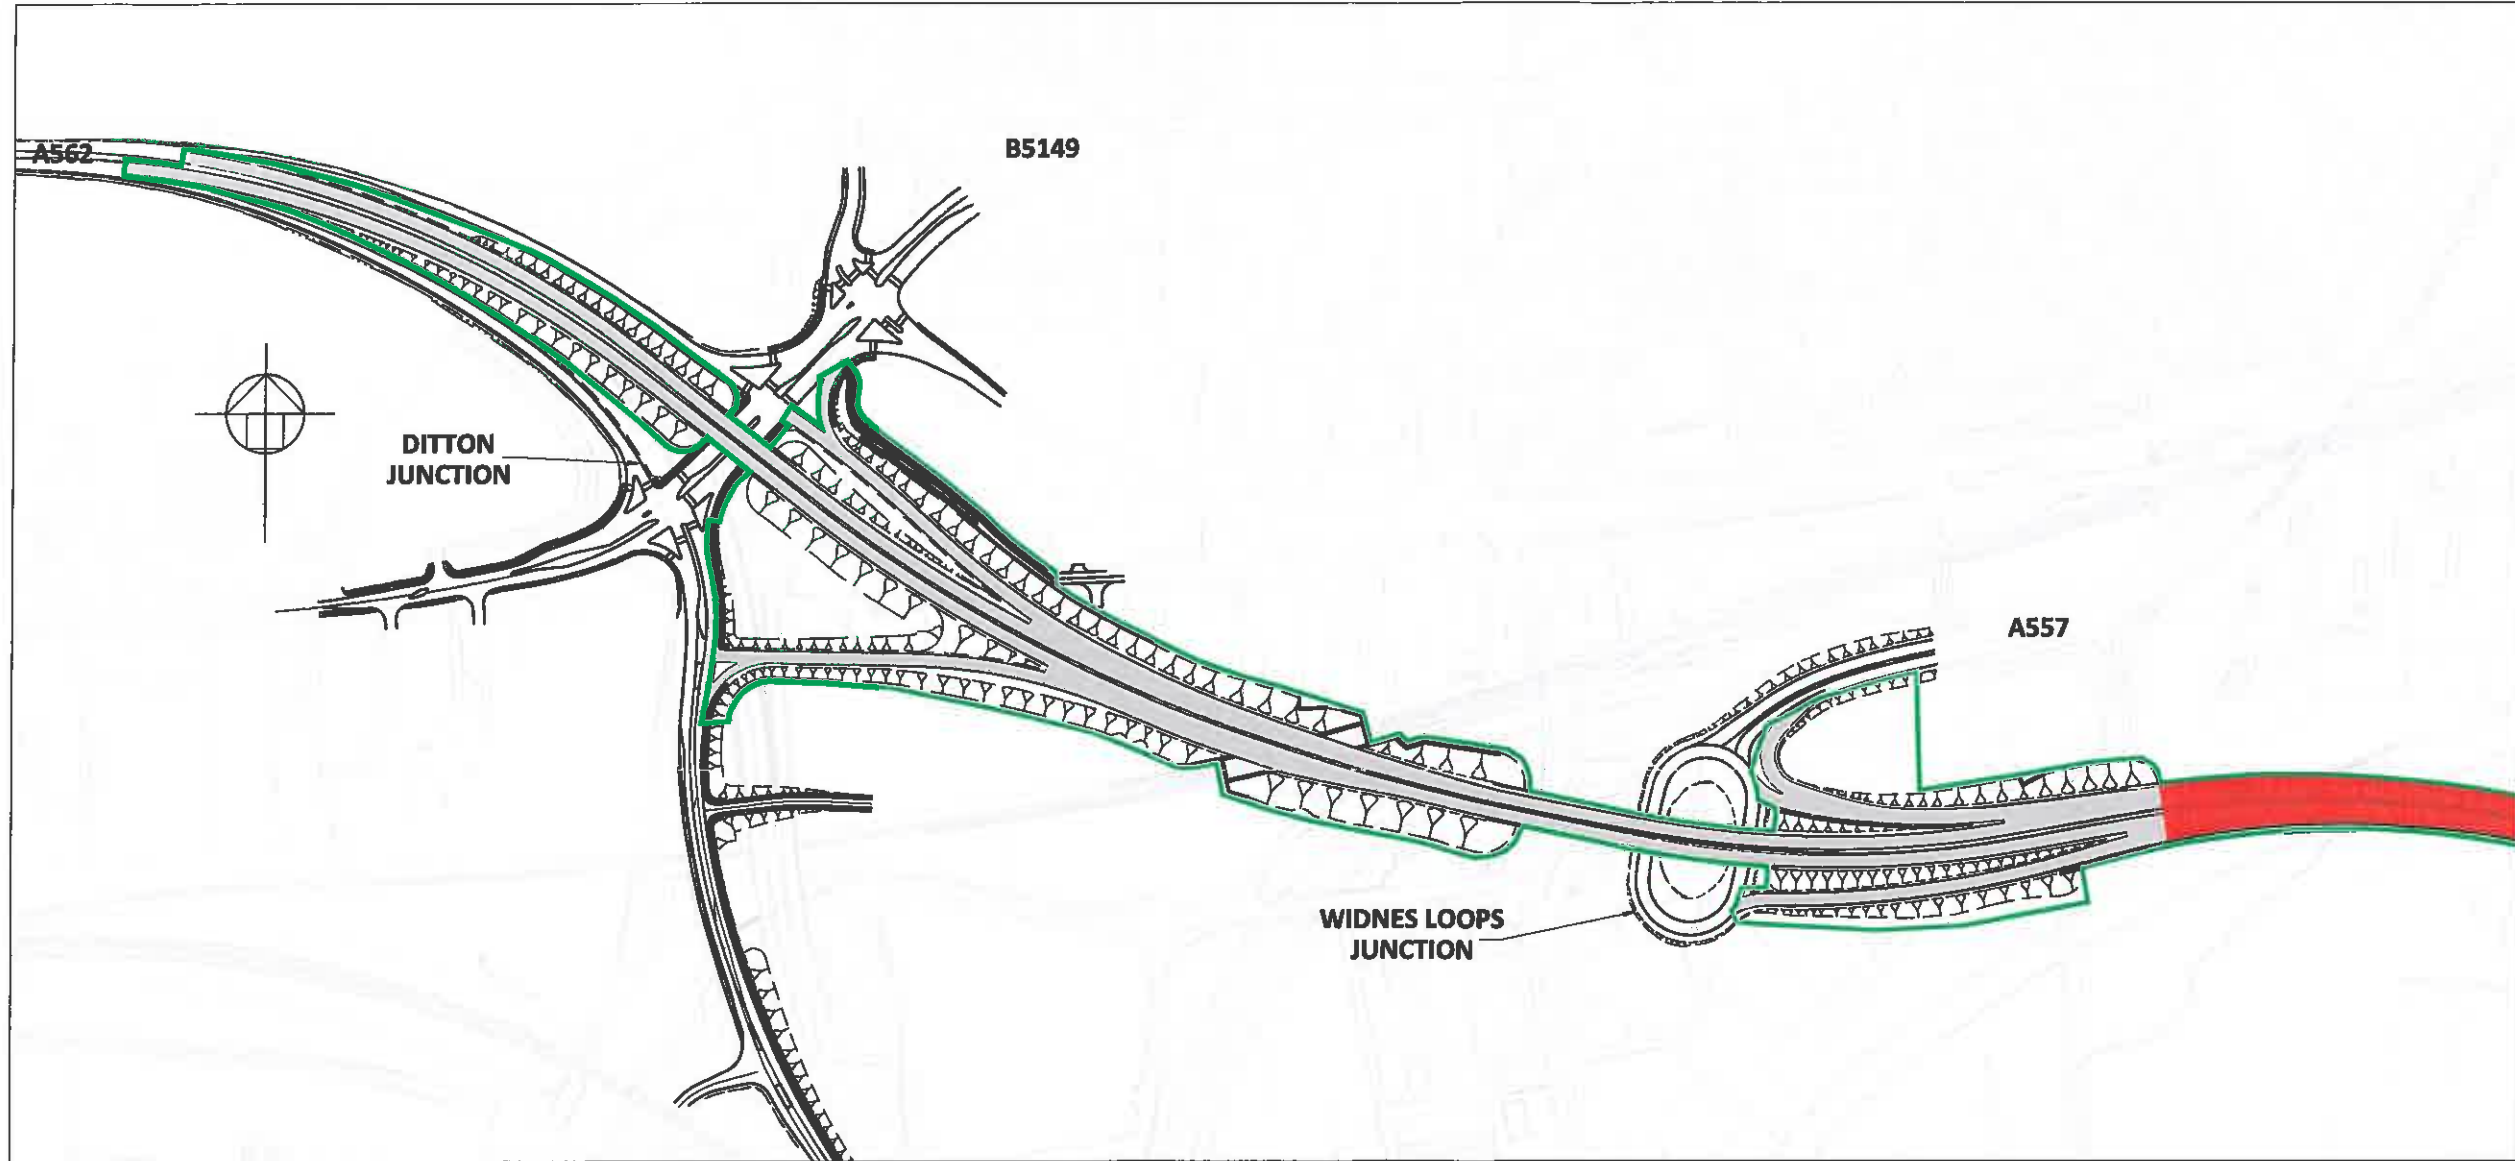 A562
B5149
DITTON
JUNCTION
A557
WIDNES LOOPS
JUNCTION